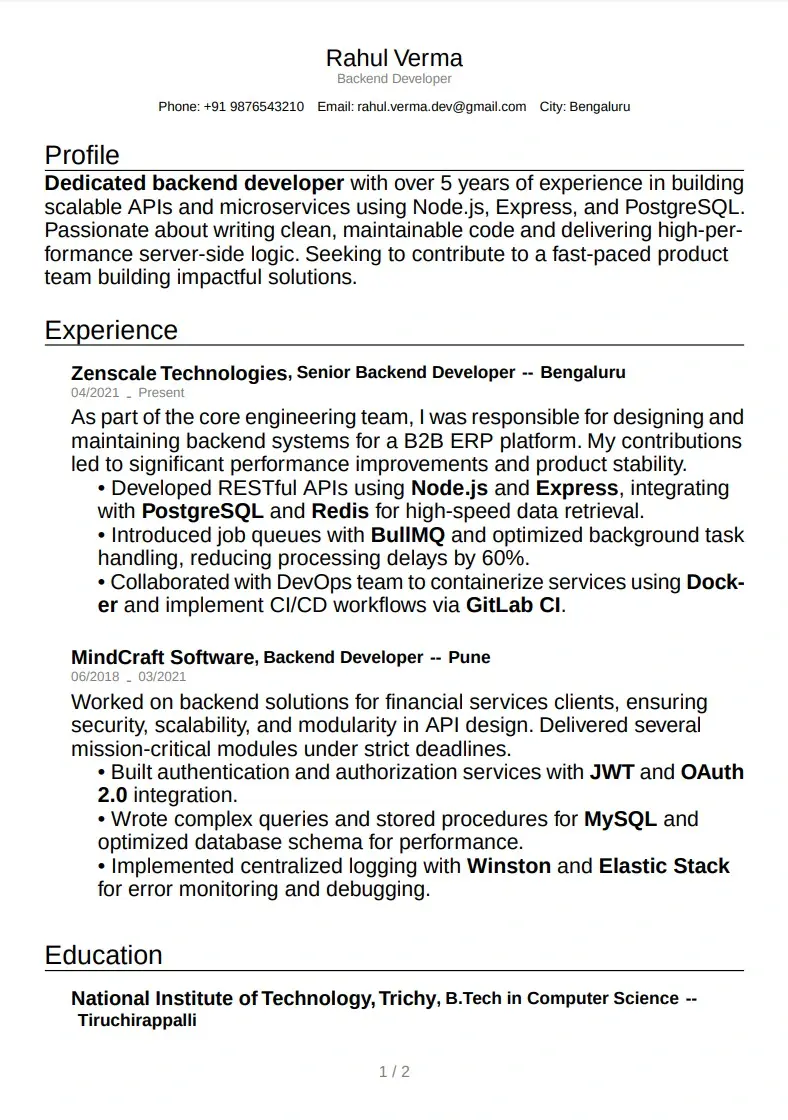 Rahul Verma
Backend Developer
Phone: +91 9876543210 Email: rahul.verma.dev@gmail.com City: Bengaluru
Profile
Dedicated backend developer with over 5 years of experience in building
scalable APIs and microservices using Node.js, Express, and PostgreSQL.
Passionate about writing clean, maintainable code and delivering high-per-
formance server-side logic. Seeking to contribute to a fast-paced product
team building impactful solutions.
Experience
Zenscale Technologies, Senior Backend Developer -- Bengaluru
04/2021 - Present
As part of the core engineering team, I was responsible for designing and
maintaining backend systems for a B2B ERP platform. My contributions
led to significant performance improvements and product stability.
• Developed RESTful APIs using Node.js and Express, integrating
with PostgreSQL and Redis for high-speed data retrieval.
• Introduced job queues with BullMQ and optimized background task
handling, reducing processing delays by 60%.
• Collaborated with DevOps team to containerize services using Dock-
er and implement CI/CD workflows via GitLab CI.
MindCraft Software, Backend Developer -- Pune
06/2018 - 03/2021
Worked on backend solutions for financial services clients, ensuring
security, scalability, and modularity in API design. Delivered several
mission-critical modules under strict deadlines.
• Built authentication and authorization services with JWT and OAuth
2.0 integration.
• Wrote complex queries and stored procedures for MySQL and
optimized database schema for performance.
• Implemented centralized logging with Winston and Elastic Stack
for error monitoring and debugging.
Education
National Institute of Technology, Trichy, B.Tech in Computer Science --
Tiruchirappalli
1 / 2